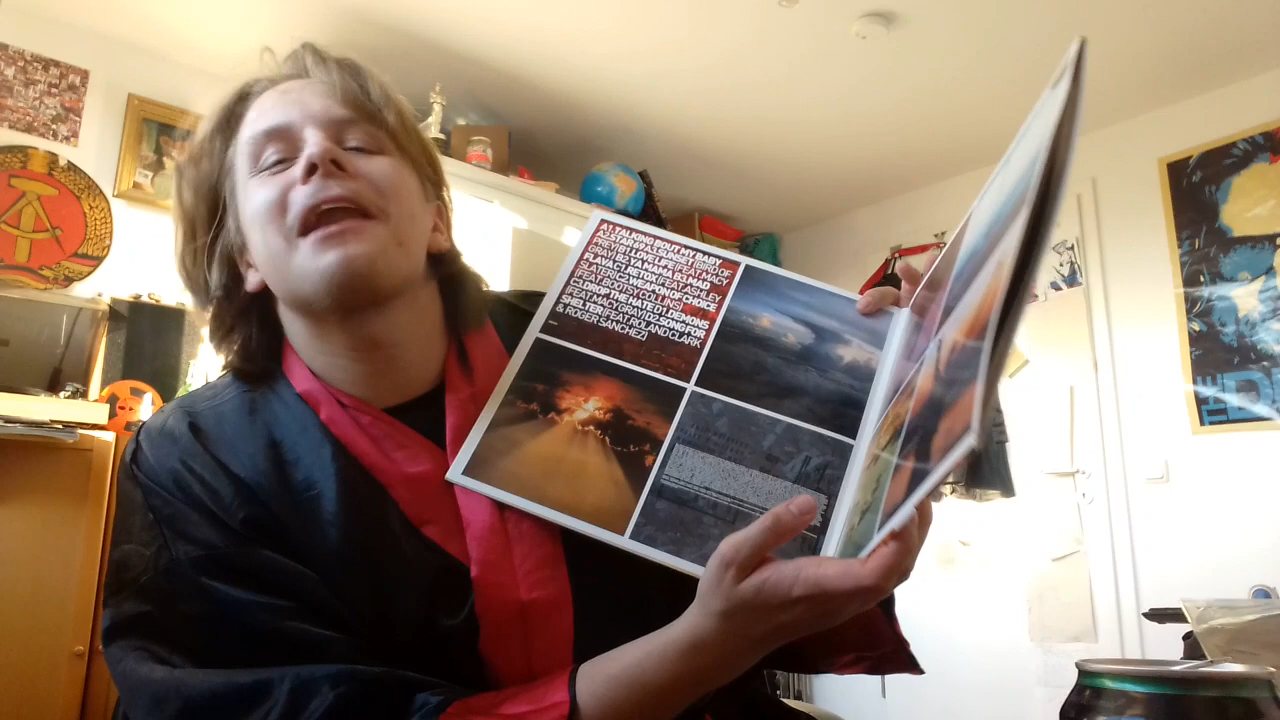 A1.TALKING BOUT MY BABY
A2.STAR 69 A3.SUNSET (BIRD OF
PREY) B1.LOVE LIFE [FEAT.MACY
GRAY] B2.YA MAMA B3.MAD
FLAVA C1.RETOX [FEAT.ASHLEY
SLATER] C2.WEAPON OF CHOICE
[FEAT. BOOTSY COLLINS]
C3.DROP THE HATE D1.DEMONS
[FEAT.MACY GRAY] D2.SONG FOR
SHELTER [FEAT.ROLAND CLARK
& ROGER SANCHEZ]
THE